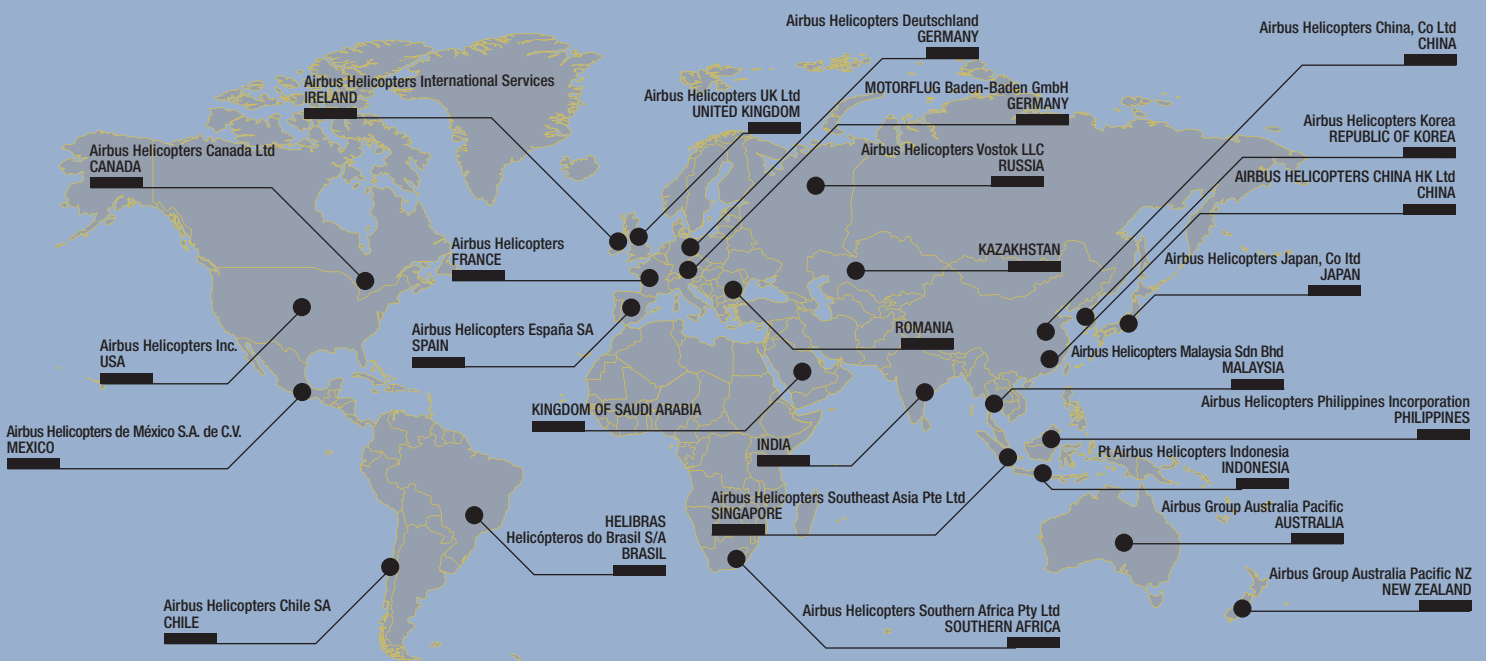 Airbus Helicopters Deutschland
GERMANY
Airbus Helicopters China, Co Ltd
CHINA
Airbus Helicopters International Services
IRELAND
Airbus Helicopters UK Ltd
UNITED KINGDOM
MOTORFLUG Baden-Baden GmbH
GERMANY
Airbus Helicopters Korea
REPUBLIC OF KOREA
Airbus Helicopters Canada Ltd
CANADA
Airbus Helicopters Vostok LLC
RUSSIA
AIRBUS HELICOPTERS CHINA HK Ltd
CHINA
Airbus Helicopters
FRANCE
KAZAKHSTAN
Airbus Helicopters Japan, Co ltd
JAPAN
Airbus Helicopters España SA
SPAIN
ROMANIA
Airbus Helicopters Inc.
USA
Airbus Helicopters Malaysia Sdn Bhd
MALAYSIA
KINGDOM OF SAUDI ARABIA
Airbus Helicopters Philippines Incorporation
PHILIPPINES
Airbus Helicopters de México S.A. de C.V.
MEXICO
INDIA
Pt Airbus Helicopters Indonesia
INDONESIA
Airbus Helicopters Southeast Asia Pte Ltd
SINGAPORE
Airbus Group Australia Pacific
AUSTRALIA
HELIBRAS
Helicópteros do Brasil S/A
BRASIL
Airbus Group Australia Pacific NZ
NEW ZEALAND
Airbus Helicopters Chile SA
CHILE
Airbus Helicopters Southern Africa Pty Ltd
SOUTHERN AFRICA